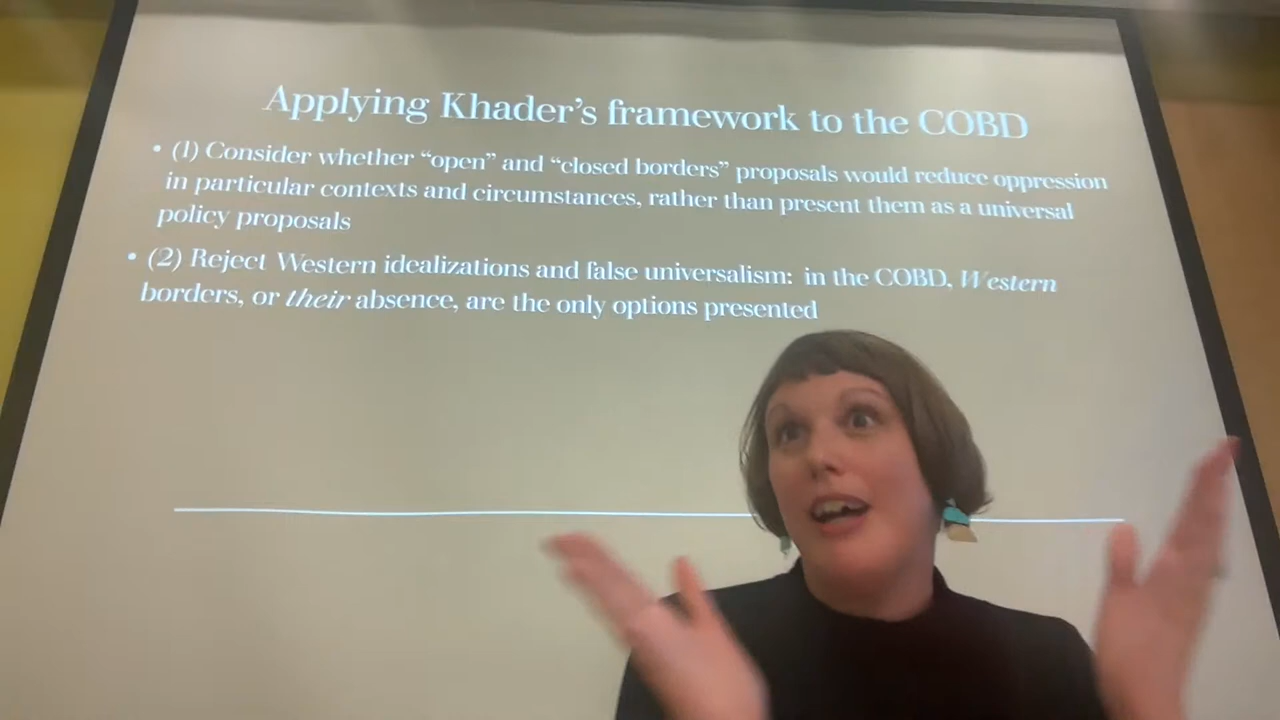 Applying Khader's framework to the COBD
• (1) Consider whether “open” and “closed borders” proposals would reduce oppression
in particular contexts and circumstances, rather than present them as a universal
policy proposals
• (2) Reject Western idealizations and false universalism: in the COBD, Western
borders, or their absence, are the only options presented